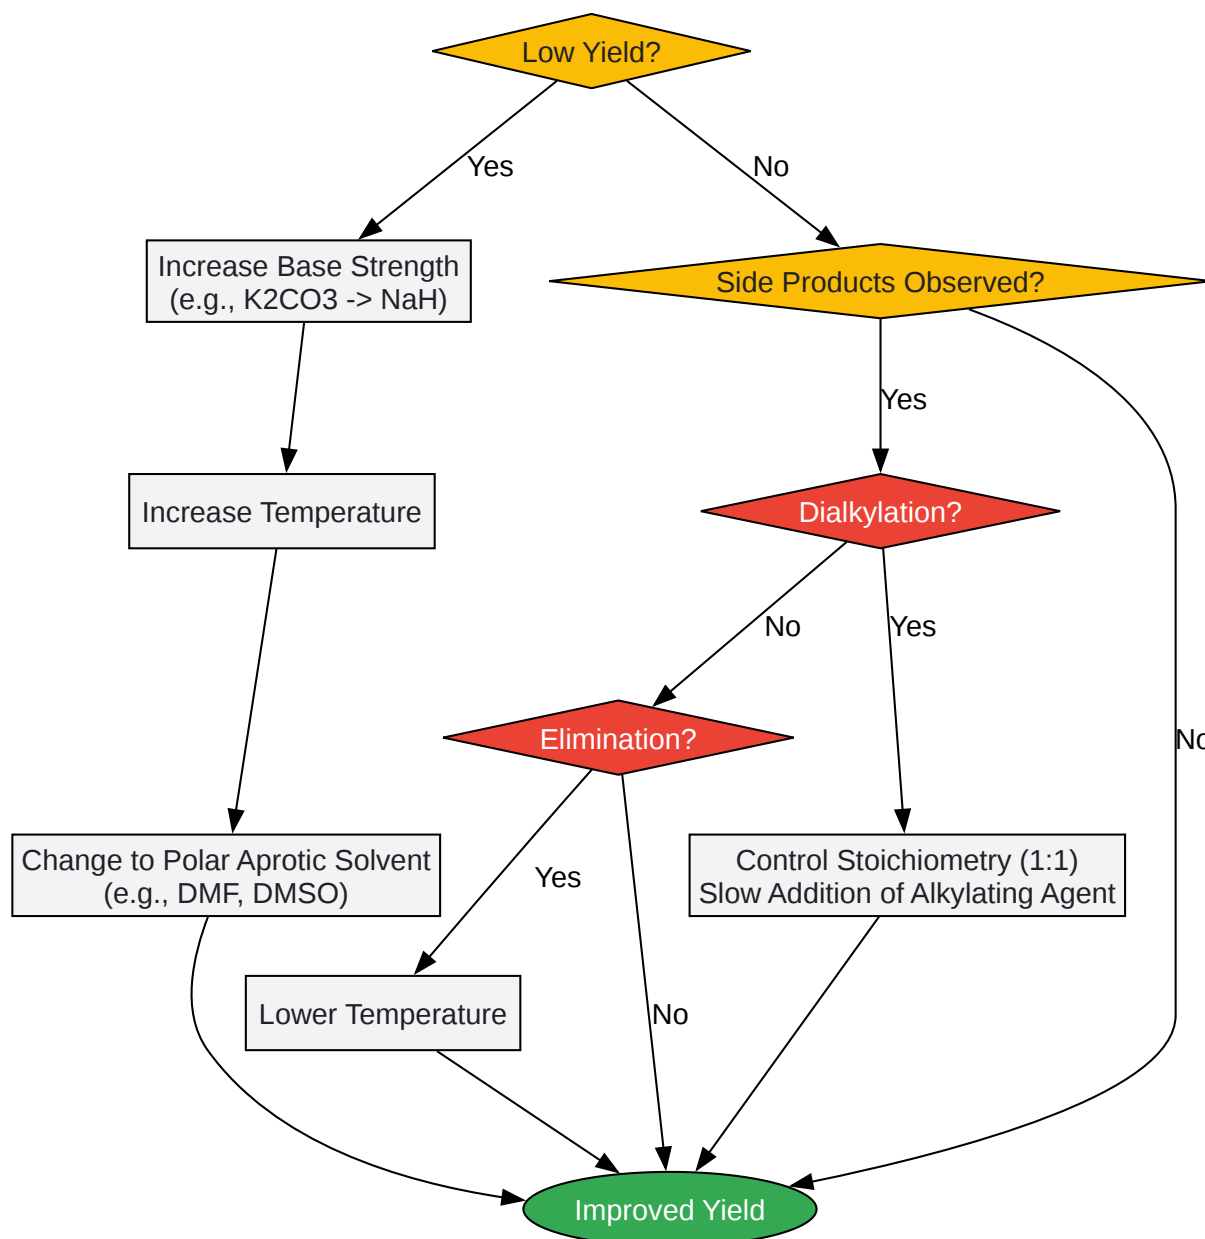 Low Yield?
Yes
No
Increase Base Strength
(e.g., K2CO3 -> NaH)
Side Products Observed?
Yes
Increase Temperature
Dialkylation?
No
Yes
Elimination?
No
Change to Polar Aprotic Solvent
(e.g., DMF, DMSO)
Yes
Control Stoichiometry (1:1)
Slow Addition of Alkylating Agent
Lower Temperature
No
Improved Yield